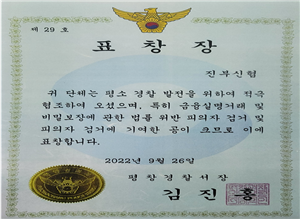 제 29 호
표 창 장
진부신협
귀 단체는 평소 경찰 발전을 위하여 적극
협조하여 오셨으며, 특히 금융실명거래 및
비밀보장에 관한 법률 위반 피의자 검거 및
피의자 검거에 기여한 공이 크므로 이에
표창합니다.
2022년 9월 26일
평창경찰서장
김 진 홍